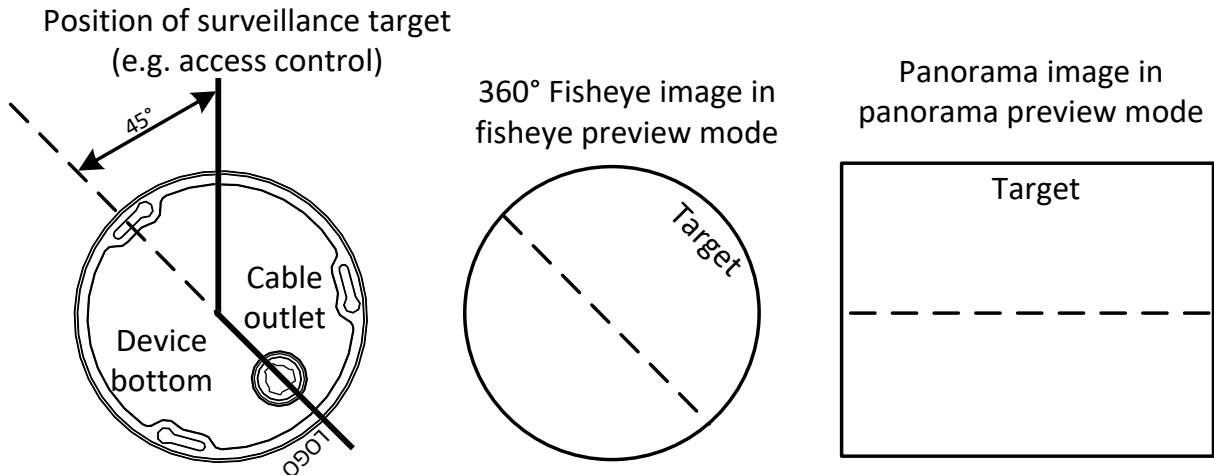 Position of surveillance target
(e.g. access control)
45°
Cable
outlet
Device
bottom
LOGO
360° Fisheye image in
fisheye preview mode
Target
Panorama image in
panorama preview mode
Target